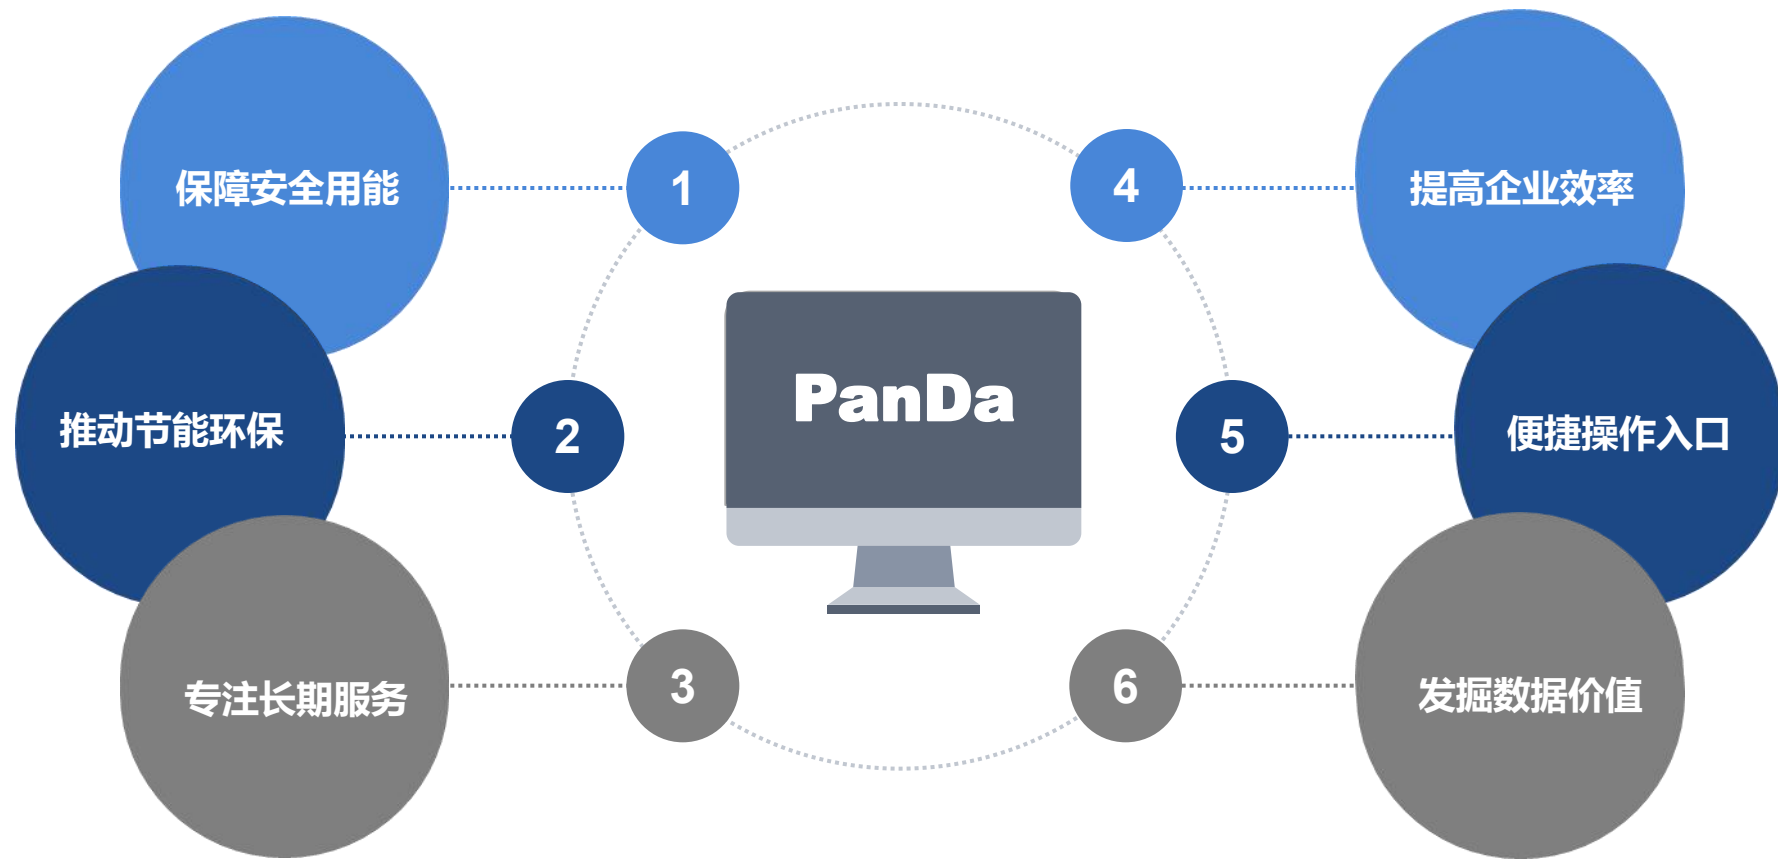 保障安全用能
1
推动节能环保
2
专注长期服务
3
PanDa
4
提高企业效率
5
便捷操作入口
6
发掘数据价值